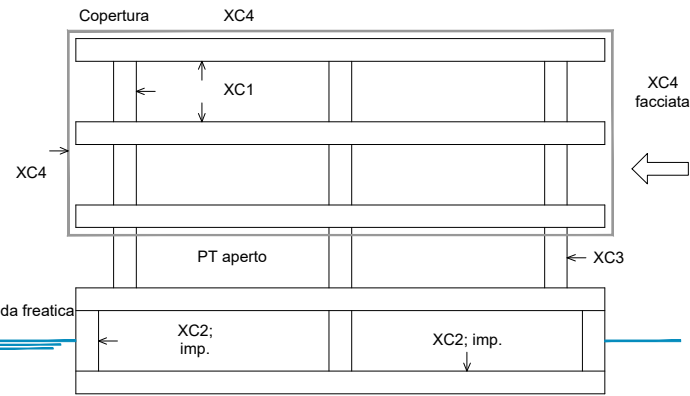 Copertura XC4
XC1
XC4
facciata
XC4
PT aperto
XC3
da freatica
XC2;
imp.
XC2; imp.